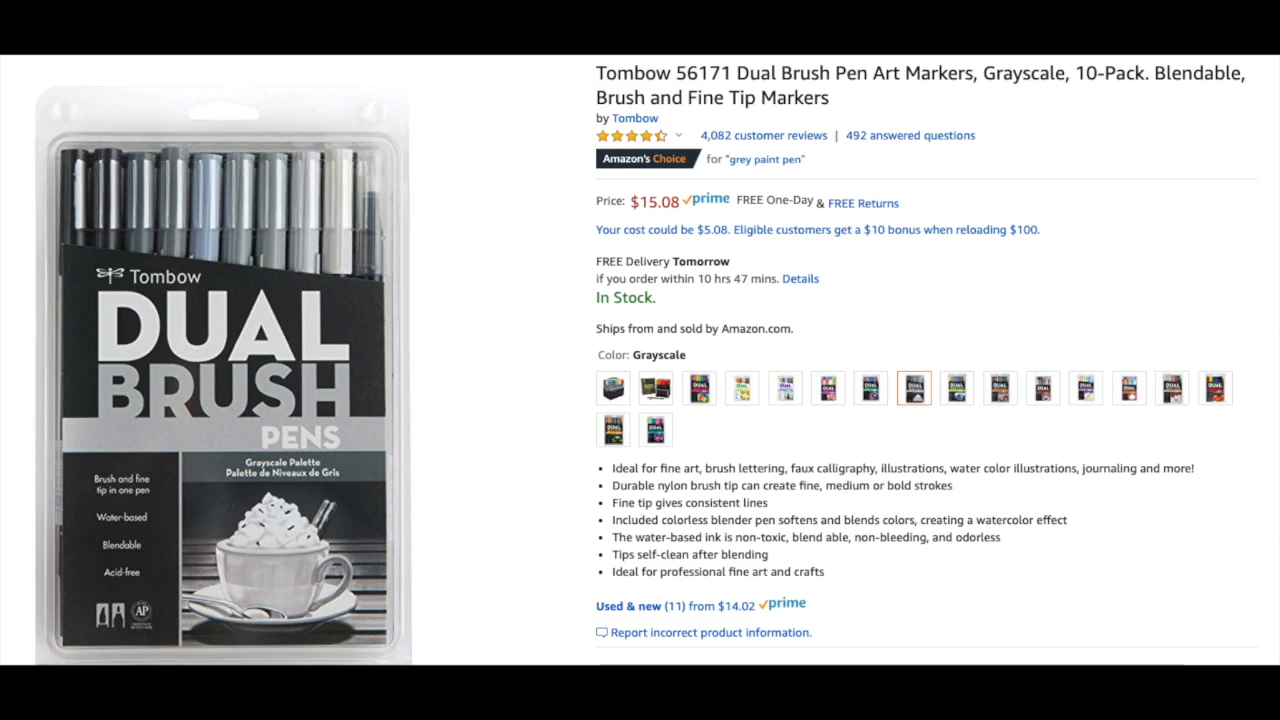 Tombow
DUAL
BRUSH
PENS
Grayscale Palette
Palette de Niveaux de Gris
Brush and fine
tip in one pen
Water-based
Blendable
Acid-free
AP
Tombow 56171 Dual Brush Pen Art Markers, Grayscale, 10-Pack. Blendable,
Brush and Fine Tip Markers
by Tombow
4,082 customer reviews | 492 answered questions
Amazon's Choice for "grey paint pen"
Price: $15.08 prime FREE One-Day & FREE Returns
Your cost could be $5.08. Eligible customers get a $10 bonus when reloading $100.
FREE Delivery Tomorrow
if you order within 10 hrs 47 mins. Details
In Stock.
Ships from and sold by Amazon.com.
Color: Grayscale
• Ideal for fine art, brush lettering, faux calligraphy, illustrations, water color illustrations, journaling and more!
• Durable nylon brush tip can create fine, medium or bold strokes
• Fine tip gives consistent lines
• Included colorless blender pen softens and blends colors, creating a watercolor effect
• The water-based ink is non-toxic, blend able, non-bleeding, and odorless
• Tips self-clean after blending
• Ideal for professional fine art and crafts
Used & new (11) from $14.02 prime
Report incorrect product information.